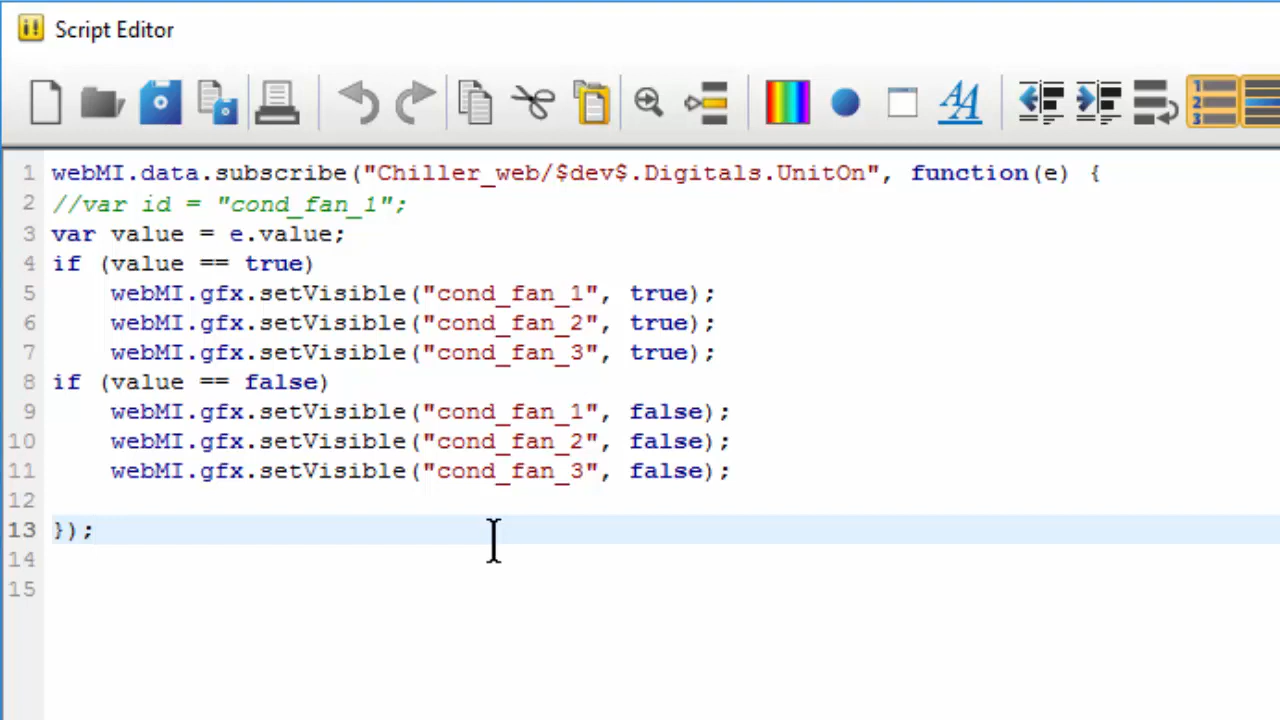 Script Editor
1 webMI.data.subscribe("Chiller_web/$dev$.Digitals.UnitOn", function(e) {
2 //var id = "cond_fan_1";
3 var value = e.value;
4 if (value == true)
5 webMI.gfx.setVisible("cond_fan_1", true);
6 webMI.gfx.setVisible("cond_fan_2", true);
7 webMI.gfx.setVisible("cond_fan_3", true);
8 if (value == false)
9 webMI.gfx.setVisible("cond_fan_1", false);
10 webMI.gfx.setVisible("cond_fan_2", false);
11 webMI.gfx.setVisible("cond_fan_3", false);
12
13 });
14
15